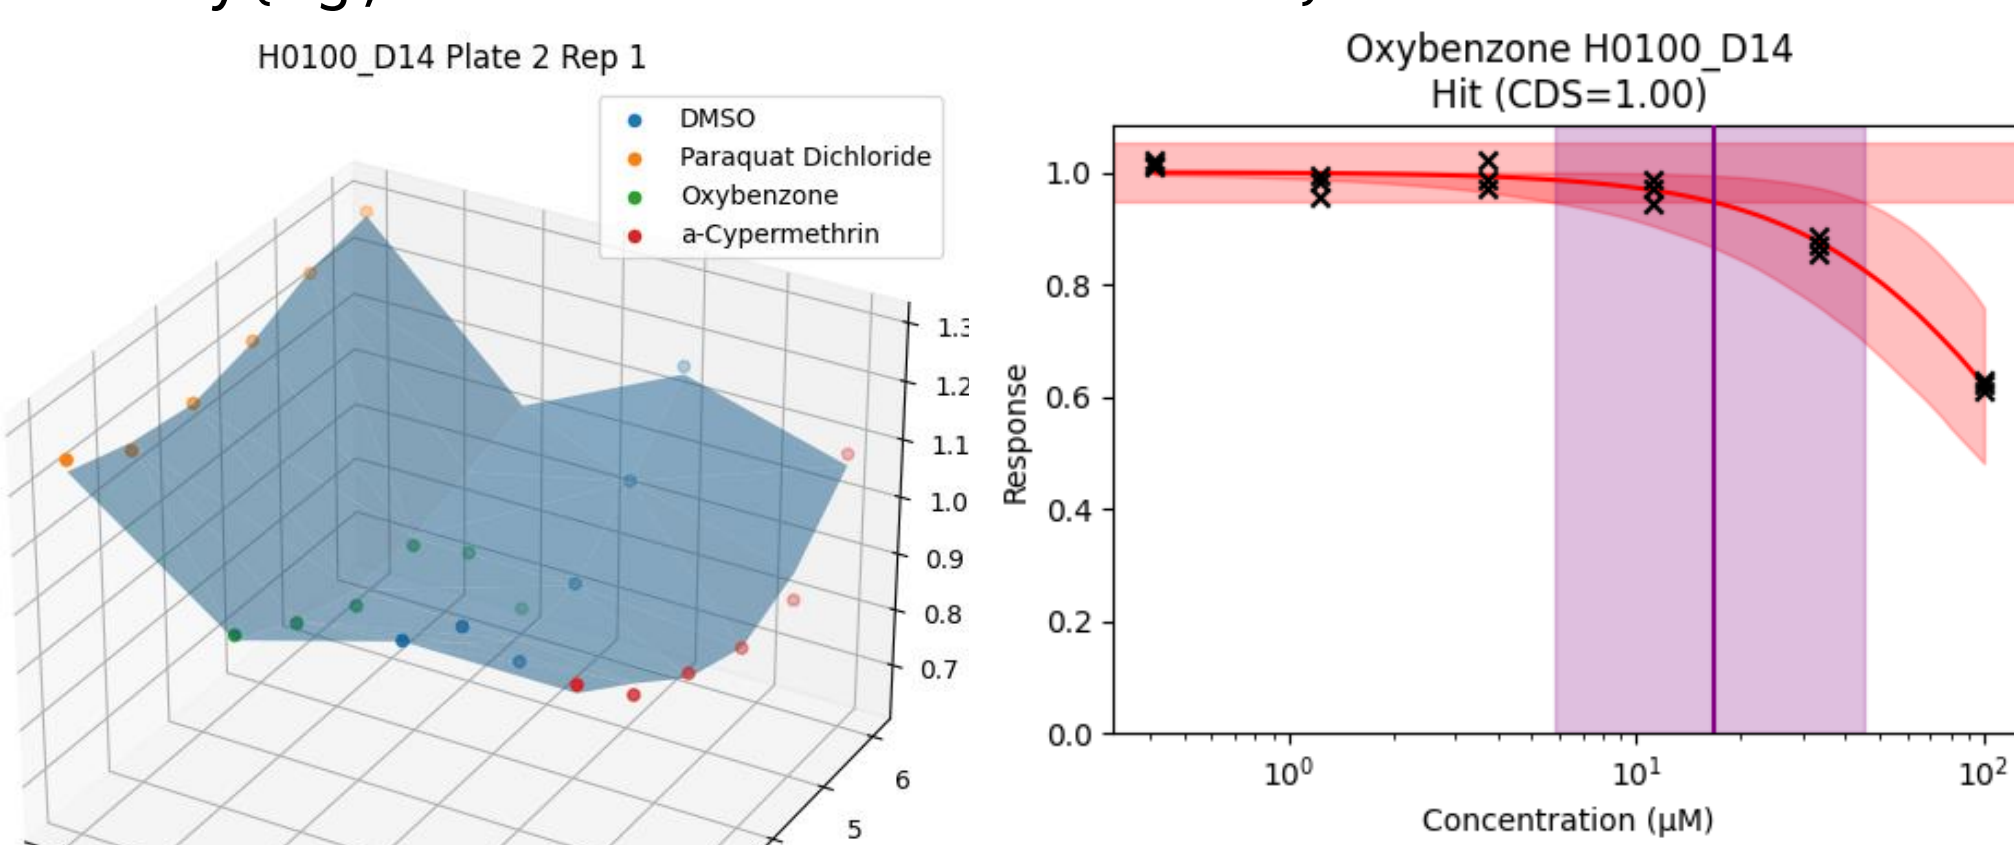 H0100_D14 Plate 2 Rep 1
DMSO
Paraquat Dichloride
Oxybenzone
a-Cypermethrin
1.3
1.2
1.1
1.0
0.9
0.8
0.7
6
5
Oxybenzone H0100_D14
Hit (CDS=1.00)
Response
1.0
0.8
0.6
0.4
0.2
0.0
10⁰
10¹
10²
Concentration (µM)